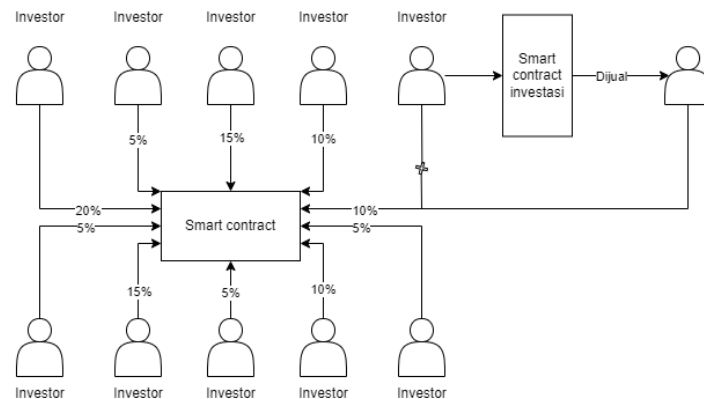 Investor
Investor
Investor
Investor
Investor
Smart
contract
investasi
Dijual
5%
15%
10%
20%
10%
5%
Smart contract
5%
15%
5%
10%
Investor
Investor
Investor
Investor
Investor